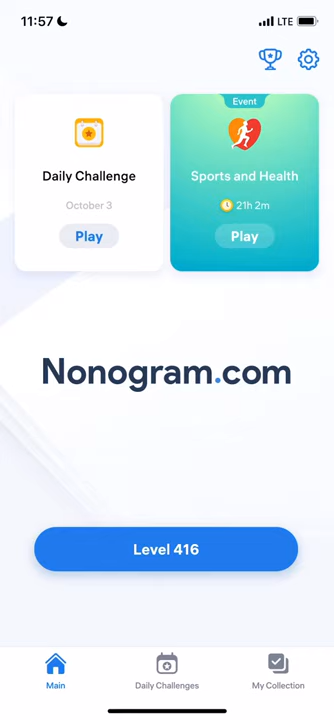 11:57
LTE
Event
Daily Challenge
October 3
Play
Sports and Health
21h 2m
Play
Nonogram.com
Level 416
Main
Daily Challenges
My Collection